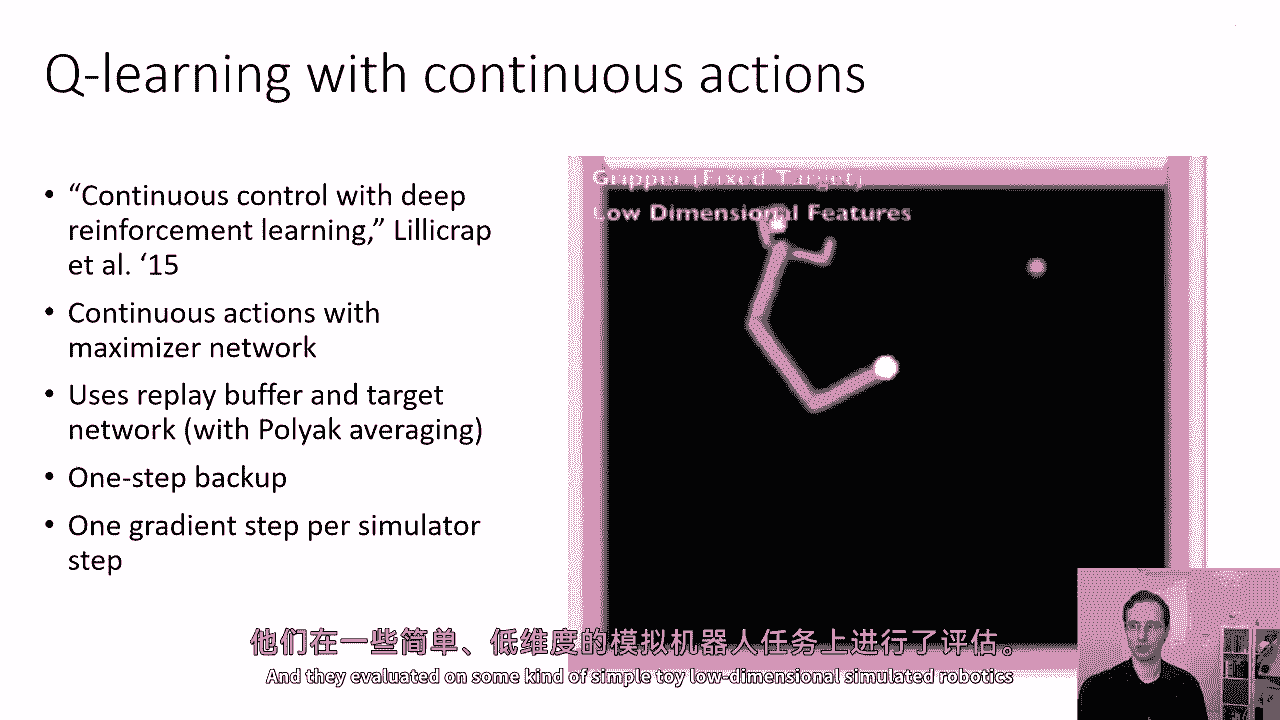 Q-learning with continuous actions
• “Continuous control with deep
reinforcement learning,” Lillicrap
et al. ‘15
• Continuous actions with
maximizer network
• Uses replay buffer and target
network (with Polyak averaging)
• One-step backup
• One gradient step per simulator
step
Gripper (Fixed Target)
Low Dimensional Features
他们在一些简单、低维度的模拟机器人任务上进行了评估。
And they evaluated on some kind of simple toy low-dimensional simulated robotics